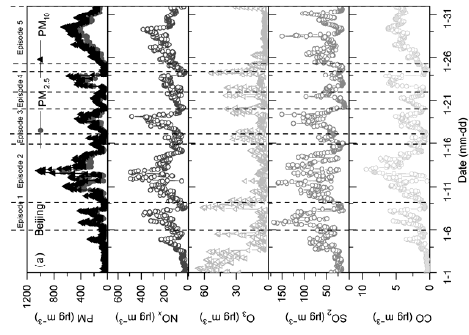 Episode 1 Episode 2 Episode 3 Episode 4 Episode 5
(a) Beijing
PM2.5 PM10
1200
800
400
0
PM (μg m⁻³)
600
400
200
0
NOx (μg m⁻³)
60
40
20
0
O3 (μg m⁻³)
150
100
50
0
SO2 (μg m⁻³)
10
5
0
CO (μg m⁻³)
1-1 1-6 1-11 1-16 1-21 1-26 1-31
Date (mm-dd)